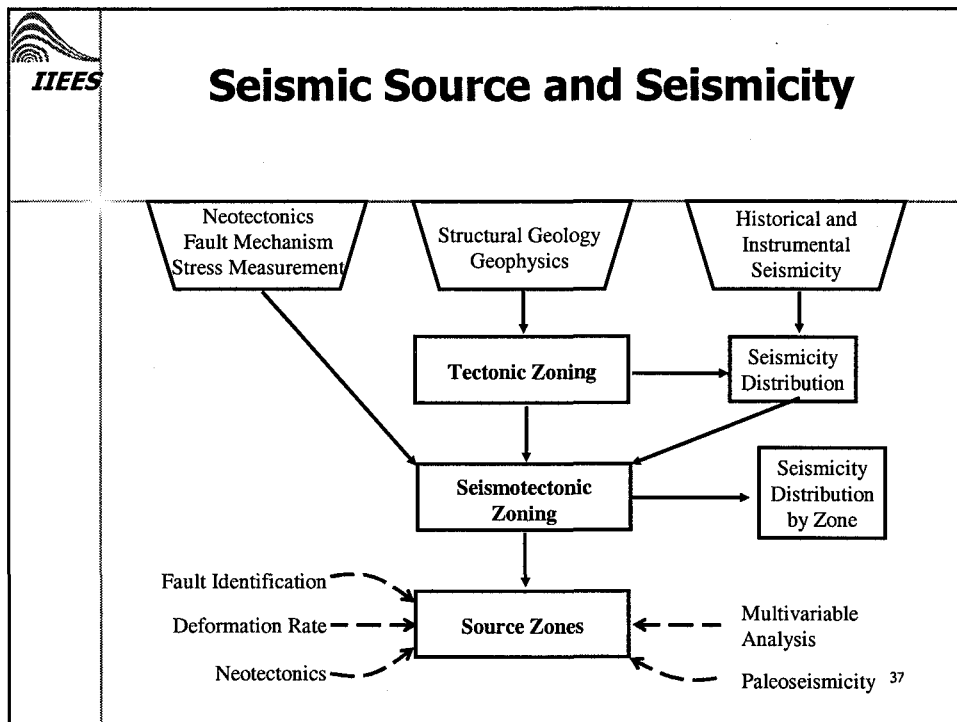 IIEES
Seismic Source and Seismicity
Neotectonics
Fault Mechanism
Stress Measurement
Structural Geology
Geophysics
Historical and
Instrumental
Seismicity
Tectonic Zoning
Seismicity
Distribution
Seismotectonic
Zoning
Seismicity
Distribution
by Zone
Fault Identification
Deformation Rate
Neotectonics
Source Zones
Multivariable
Analysis
Paleoseismicity
37